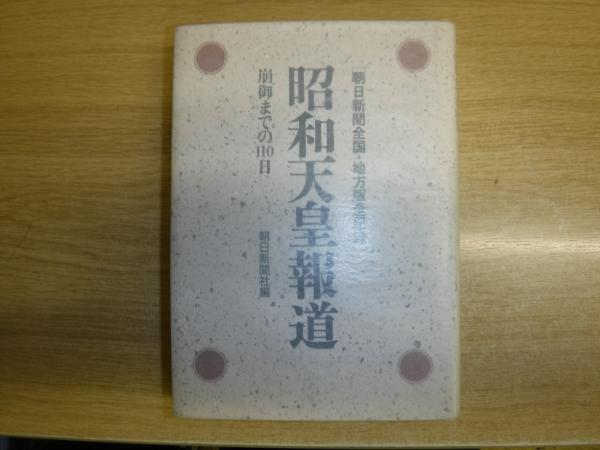 朝日新聞全国・地方版全記録
昭和天皇報道
崩御までの110日
朝日新聞社編